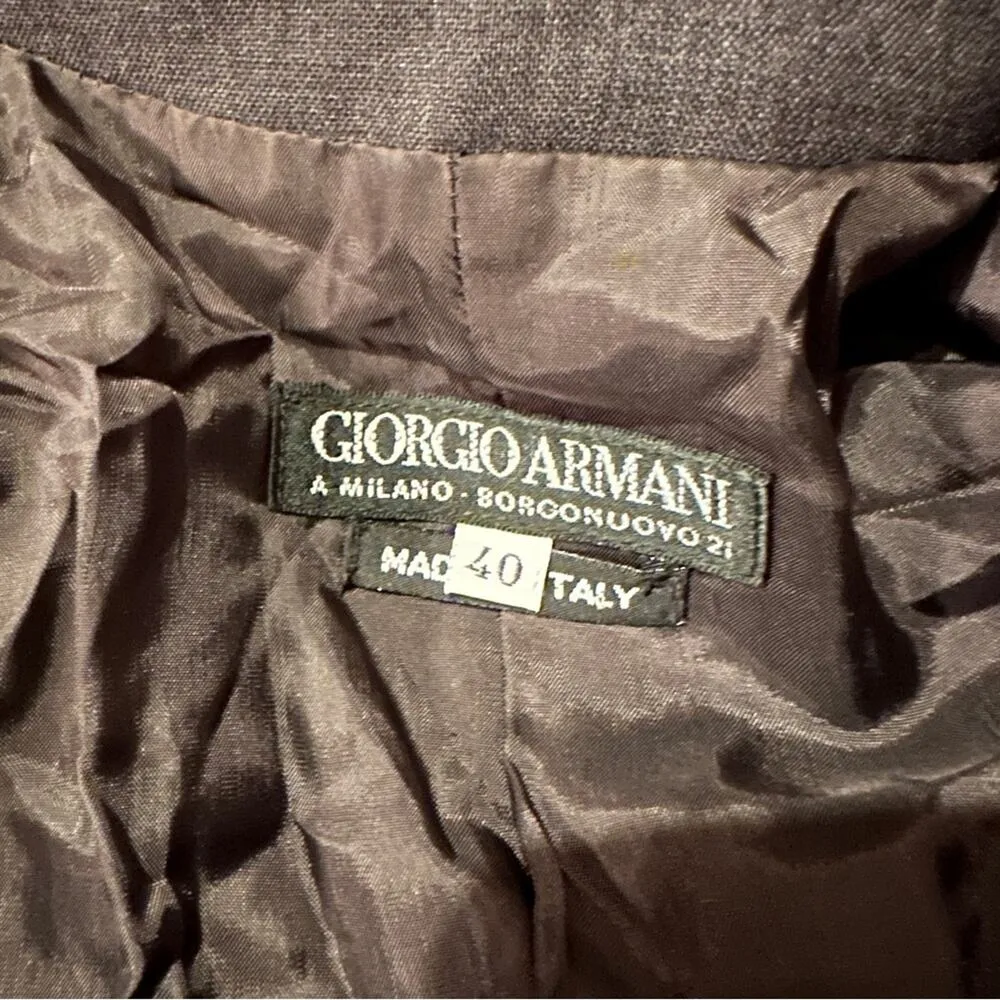 GIORGIO ARMANI
A MILANO - BORGONUOVO 21
MAD 40 TALY